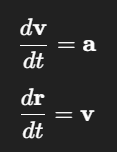 dv/dt = a
dr/dt = v